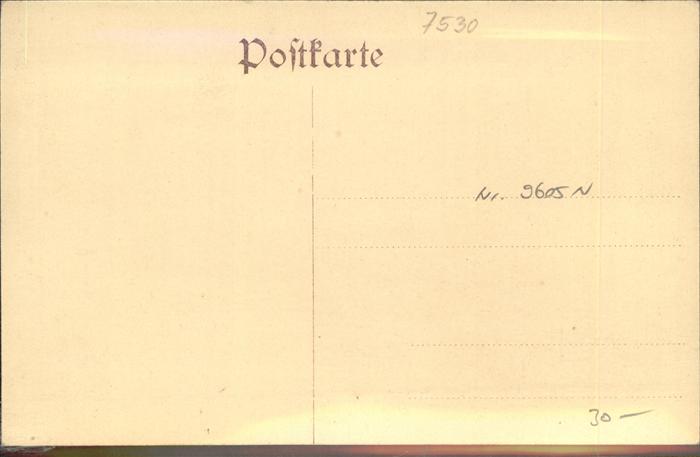 7530
Postkarte
Nr. 9605 N
30 —